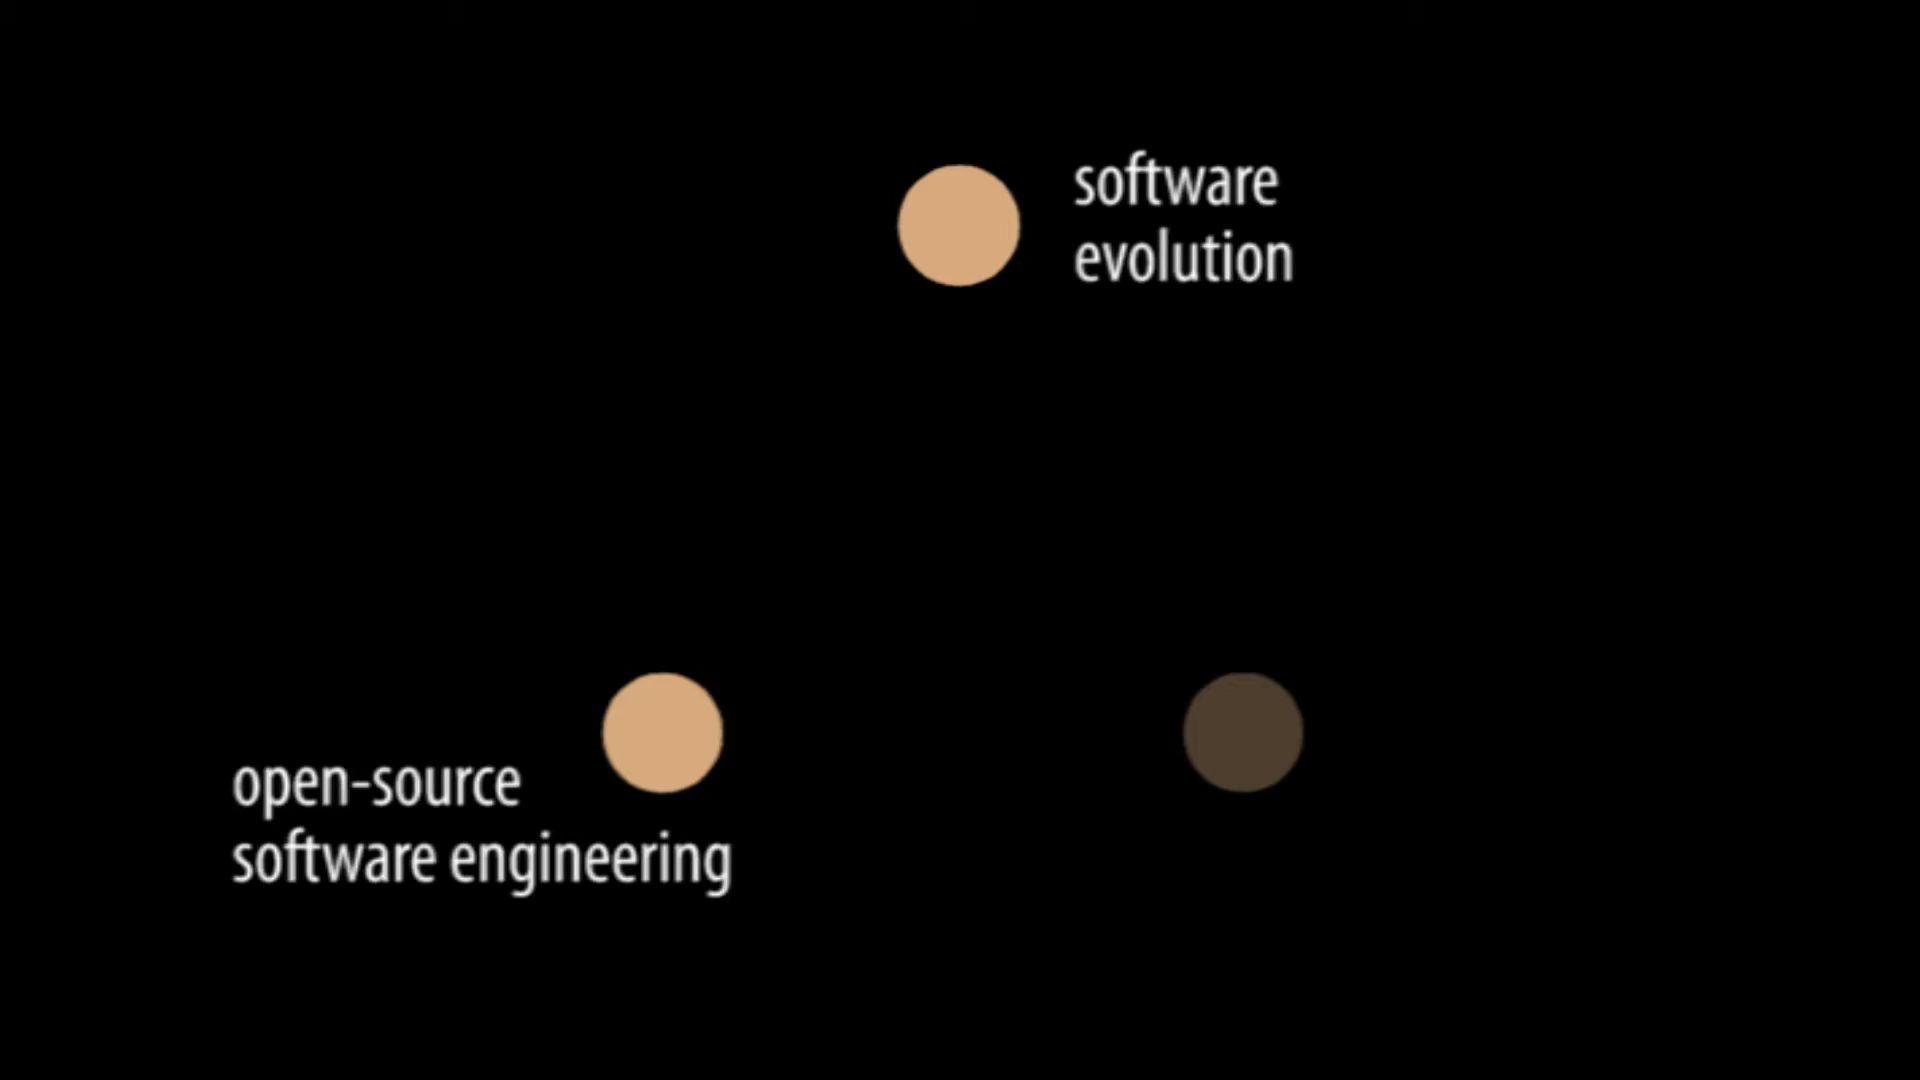 software
evolution
open-source
software engineering